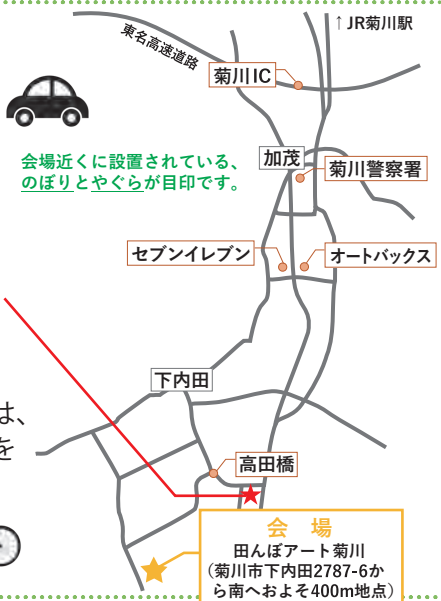 ↑JR菊川駅
東名高速道路
菊川IC
会場近くに設置されている、
のぼりとやぐらが目印です。
加茂
菊川警察署
セブンイレブン
オートバックス
下内田
は、
を
高田橋
会場
田んぼアート菊川
(菊川市下内田2787-6か
ら南へおよそ400m地点)